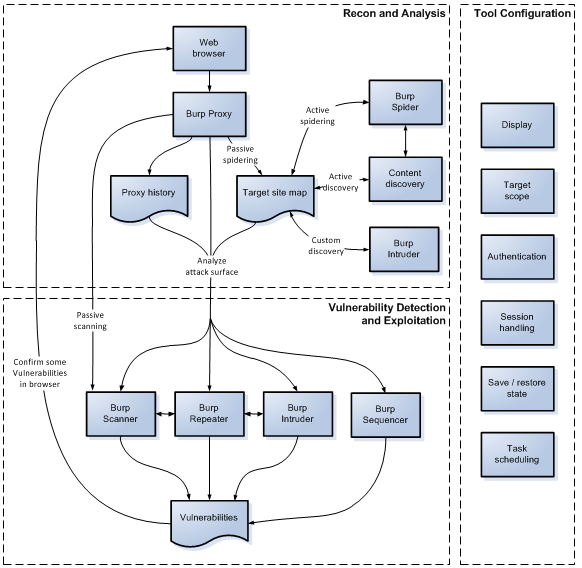 Recon and Analysis
Web
browser
Burp Proxy
Burp
Spider
Active
spidering
Passive
spidering
Proxy history
Target site map
Active
discovery
Content
discovery
Custom
discovery
Burp
Intruder
Analyze
attack surface
Vulnerability Detection
and Exploitation
Passive
scanning
Confirm some
Vulnerabilities
in browser
Burp
Scanner
Burp
Repeater
Burp
Intruder
Burp
Sequencer
Vulnerabilities
Tool Configuration
Display
Target
scope
Authentication
Session
handling
Save / restore
state
Task
scheduling